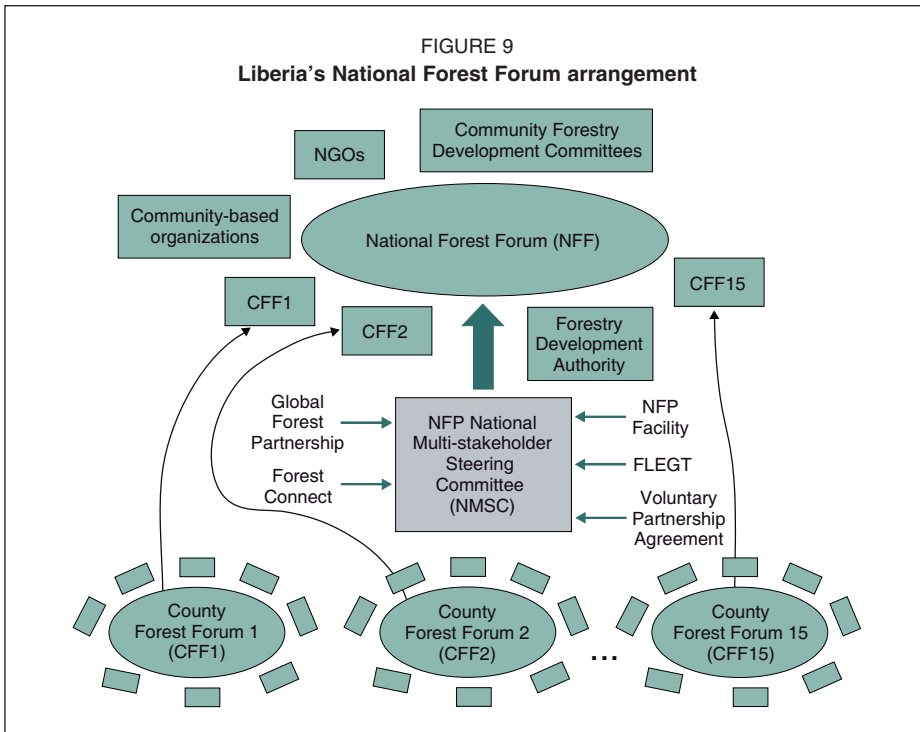 FIGURE 9
Liberia's National Forest Forum arrangement
Community Forestry
Development Committees
NGOs
Community-based
organizations
National Forest Forum (NFF)
CFF1
CFF2
CFF15
Forestry
Development
Authority
Global
Forest
Partnership
Forest
Connect
NFP National
Multi-stakeholder
Steering
Committee
(NMSC)
NFP
Facility
FLEGT
Voluntary
Partnership
Agreement
County
Forest Forum 1
(CFF1)
County
Forest Forum 2
(CFF2)
...
County
Forest Forum 15
(CFF15)